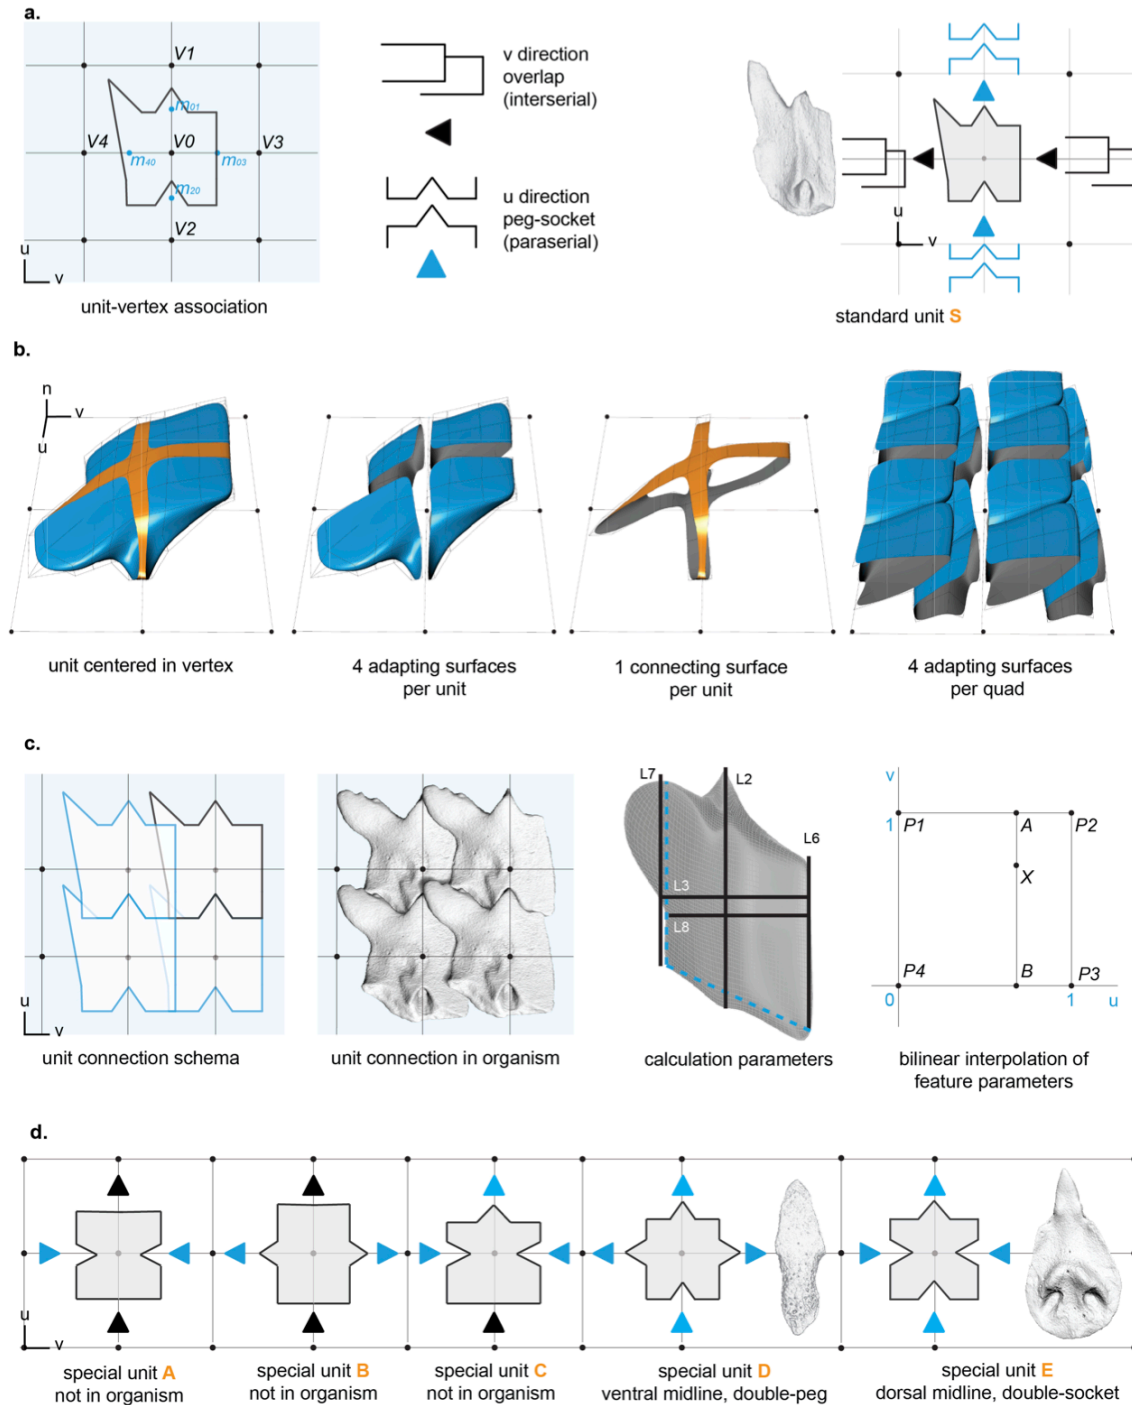 a.
V1
m01
V4
V0
V3
m40
m03
m20
V2
u
v
unit-vertex association
v direction
overlap
(interserial)
u direction
peg-socket
(paraserial)
u
v
standard unit S
b.
n
v
u
unit centered in vertex
4 adapting surfaces
per unit
1 connecting surface
per unit
4 adapting surfaces
per quad
c.
u
v
unit connection schema
unit connection in organism
L7
L2
L6
L3
L8
calculation parameters
v
1
P1
A
P2
X
P4
B
P3
0
1
u
bilinear interpolation of
feature parameters
d.
u
v
special unit A
not in organism
special unit B
not in organism
special unit C
not in organism
special unit D
ventral midline, double-peg
special unit E
dorsal midline, double-socket